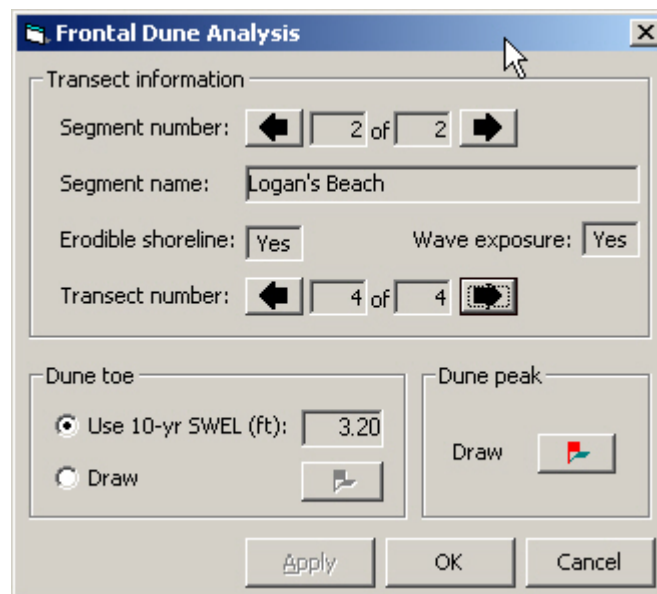 Frontal Dune Analysis
Transect information
Segment number: 2 of 2
Segment name: Logan's Beach
Erodible shoreline: Yes Wave exposure: Yes
Transect number: 4 of 4
Dune toe Dune peak
Use 10-yr SWEL (ft): 3.20
Draw
Draw
Apply OK Cancel